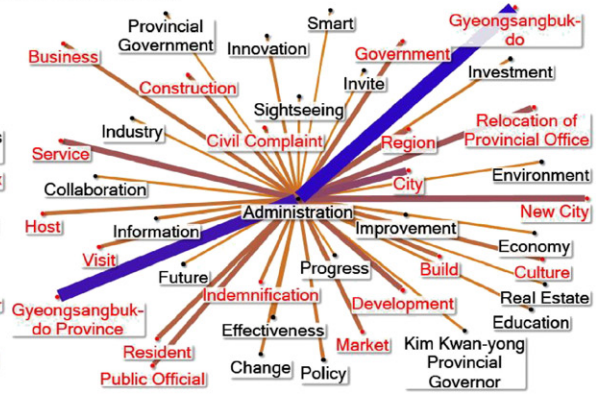 Provincial
Government
Smart
Gyeongsangbuk-
do
Business
Innovation
Government
Construction
Invite
Investment
Sightseeing
Industry
Civil Complaint
Region
Relocation of
Provincial Office
Service
Collaboration
City
Environment
Host
Administration
New City
Information
Improvement
Visit
Economy
Future
Progress
Build
Culture
Gyeongsangbuk-
do Province
Indemnification
Development
Real Estate
Effectiveness
Education
Resident
Market
Kim Kwan-yong
Provincial
Governor
Public Official
Change
Policy